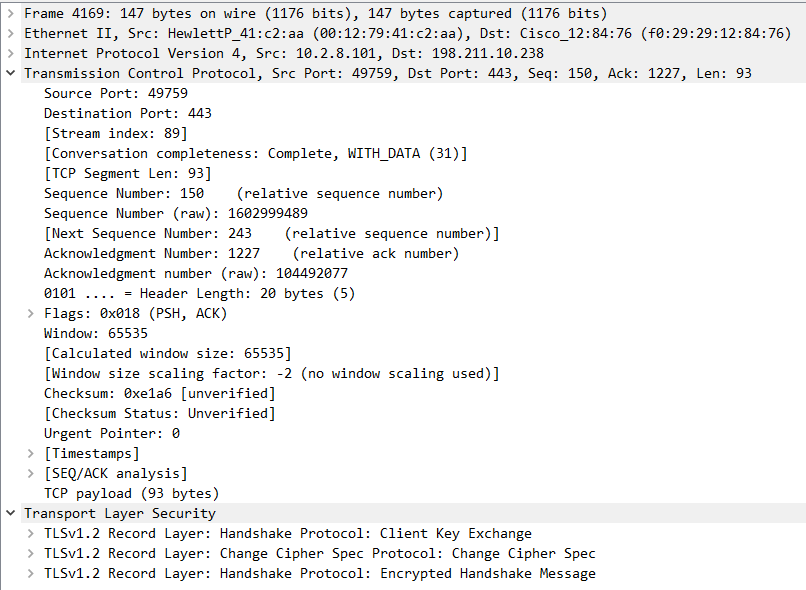 Frame 4169: 147 bytes on wire (1176 bits), 147 bytes captured (1176 bits)
Ethernet II, Src: HewlettP_41:c2:aa (00:12:79:41:c2:aa), Dst: Cisco_12:84:76 (f0:29:29:12:84:76)
Internet Protocol Version 4, Src: 10.2.8.101, Dst: 198.211.10.238
Transmission Control Protocol, Src Port: 49759, Dst Port: 443, Seq: 150, Ack: 1227, Len: 93
Source Port: 49759
Destination Port: 443
[Stream index: 89]
[Conversation completeness: Complete, WITH_DATA (31)]
[TCP Segment Len: 93]
Sequence Number: 150    (relative sequence number)
Sequence Number (raw): 1602999489
[Next Sequence Number: 243    (relative sequence number)]
Acknowledgment Number: 1227    (relative ack number)
Acknowledgment number (raw): 104492077
0101 .... = Header Length: 20 bytes (5)
Flags: 0x018 (PSH, ACK)
Window: 65535
[Calculated window size: 65535]
[Window size scaling factor: -2 (no window scaling used)]
Checksum: 0xe1a6 [unverified]
[Checksum Status: Unverified]
Urgent Pointer: 0
[Timestamps]
[SEQ/ACK analysis]
TCP payload (93 bytes)
Transport Layer Security
TLSv1.2 Record Layer: Handshake Protocol: Client Key Exchange
TLSv1.2 Record Layer: Change Cipher Spec Protocol: Change Cipher Spec
TLSv1.2 Record Layer: Handshake Protocol: Encrypted Handshake Message